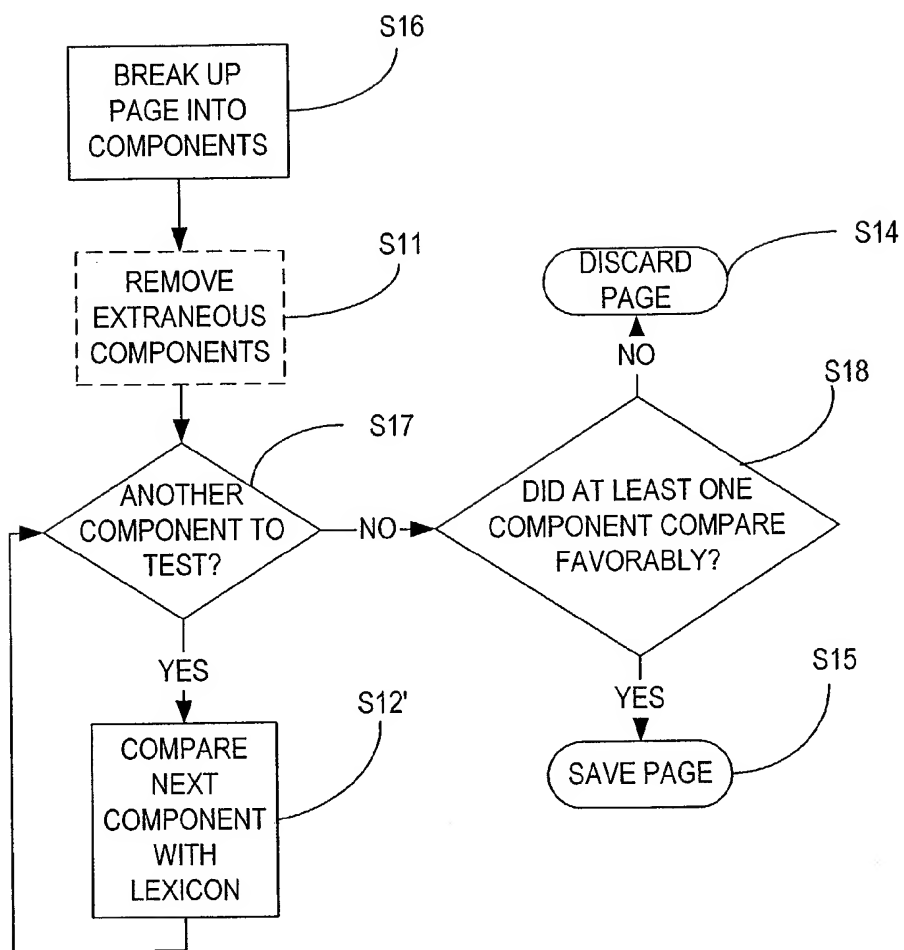 S16
BREAK UP
PAGE INTO
COMPONENTS
S11
REMOVE
EXTRANEOUS
COMPONENTS
S17
ANOTHER
COMPONENT TO
TEST?
NO
YES
S12'
COMPARE
NEXT
COMPONENT
WITH
LEXICON
S14
DISCARD
PAGE
NO
S18
DID AT LEAST ONE
COMPONENT COMPARE
FAVORABLY?
YES
S15
SAVE PAGE